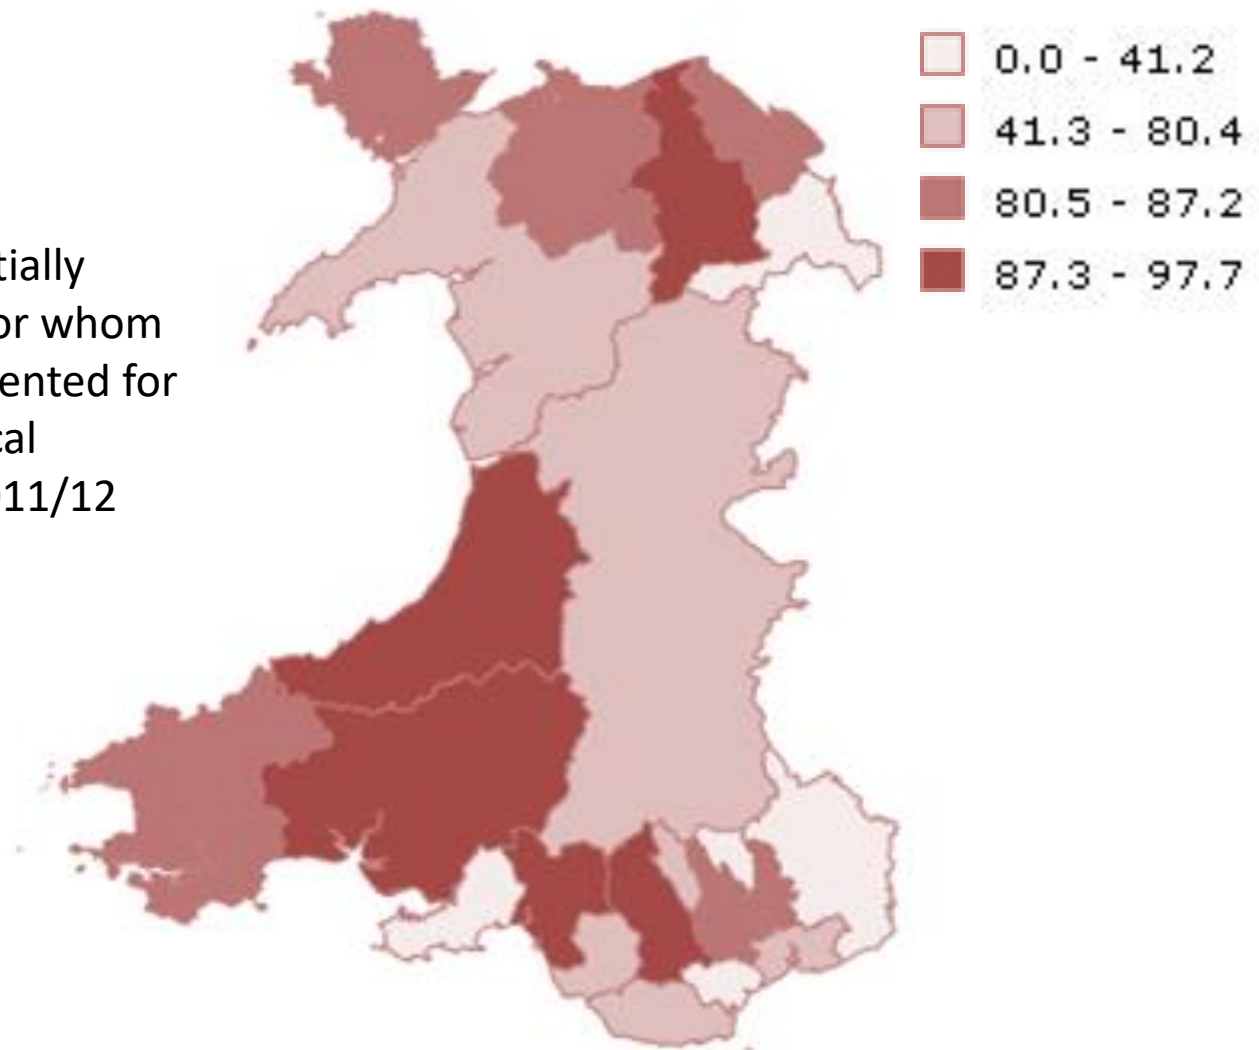 0.0 - 41.2
41.3 - 80.4
80.5 - 87.2
87.3 - 97.7
tially
or whom
ented for
cal
11/12